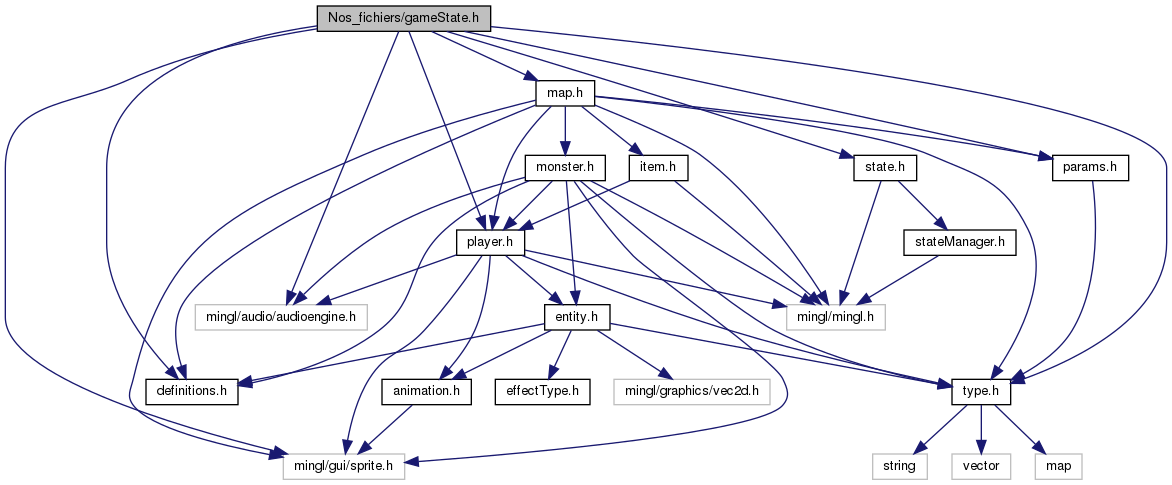 Nos_fichiers/gameState.h
map.h
monster.h
item.h
state.h
params.h
player.h
stateManager.h
mingl/audio/audioengine.h
entity.h
mingl/mingl.h
definitions.h
animation.h
effectType.h
mingl/graphics/vec2d.h
type.h
mingl/gui/sprite.h
string
vector
map